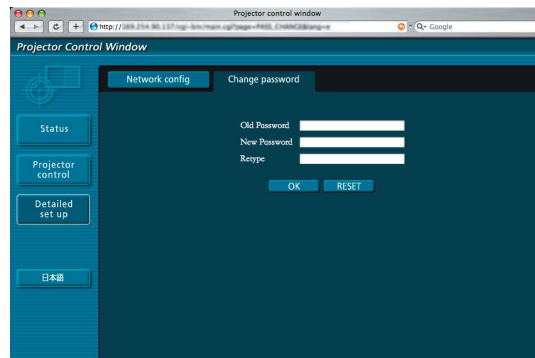 Projector control window
http://
Google
Projector Control Window
Network config
Change password
Status
Projector
control
Detailed
set up
日本語
Old Password
New Password
Retype
OK
RESET